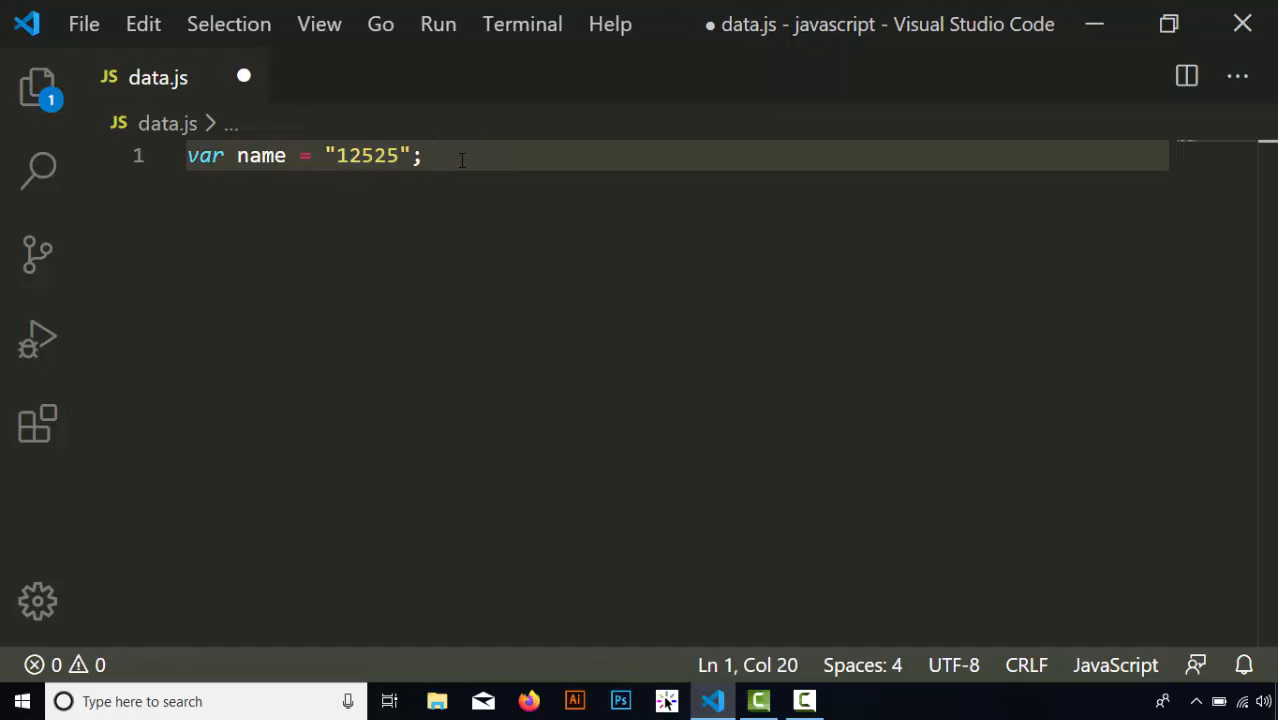 File Edit Selection View Go Run Terminal Help ● data.js - javascript - Visual Studio Code
JS data.js
JS data.js > ...
1 var name = "12525";
1
0 0 Ln 1, Col 20 Spaces: 4 UTF-8 CRLF JavaScript
Type here to search Ai Ps